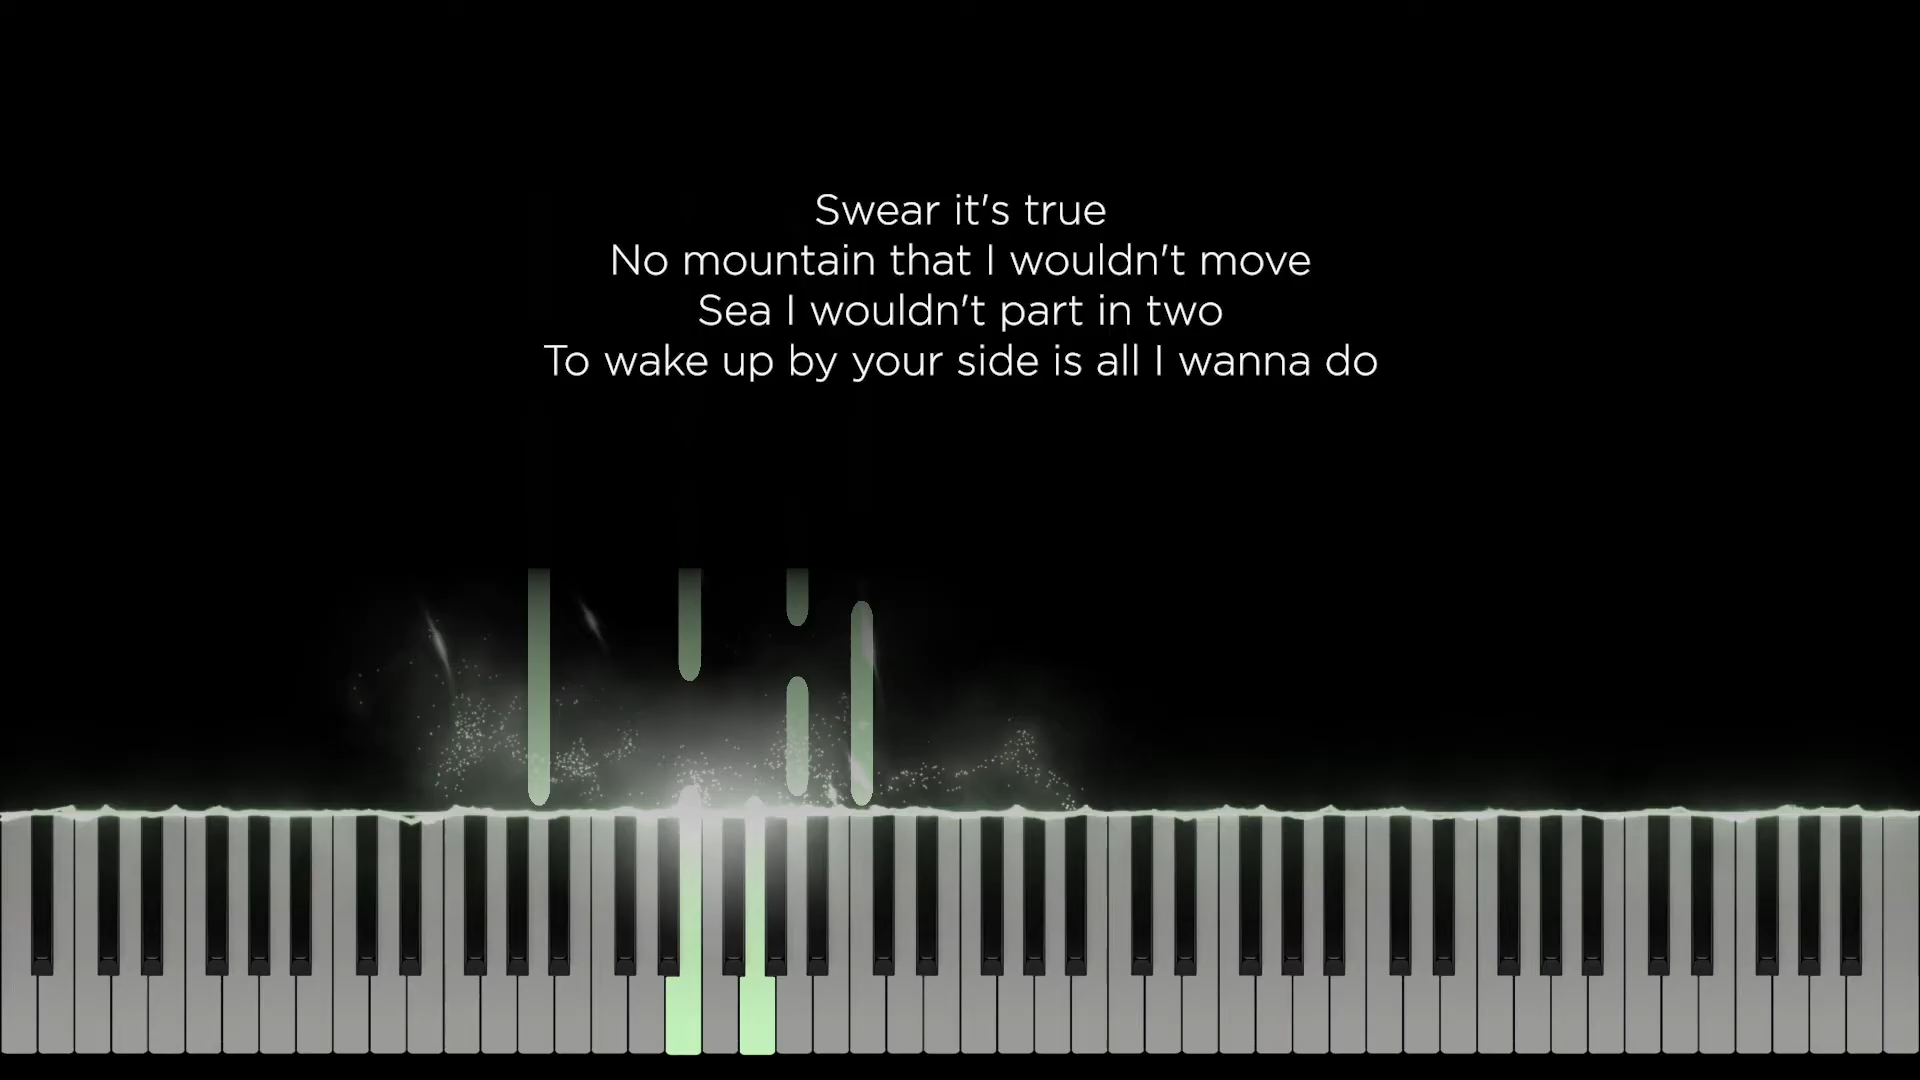 Swear it's true
No mountain that I wouldn't move
Sea I wouldn't part in two
To wake up by your side is all I wanna do